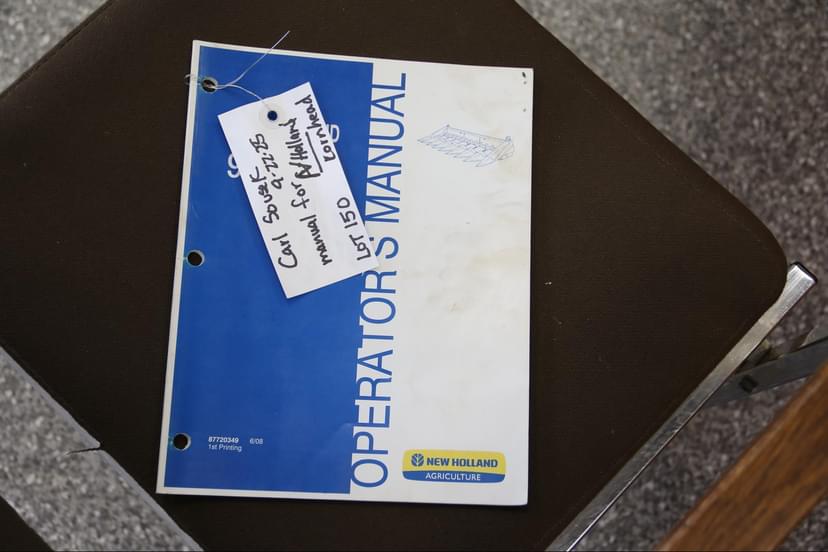 Carl Sousek
9-22-25
manual for N/Holland
Cornhead
LOT 150
OPERATOR'S MANUAL
87720349 6/08
1st Printing
NEW HOLLAND
AGRICULTURE